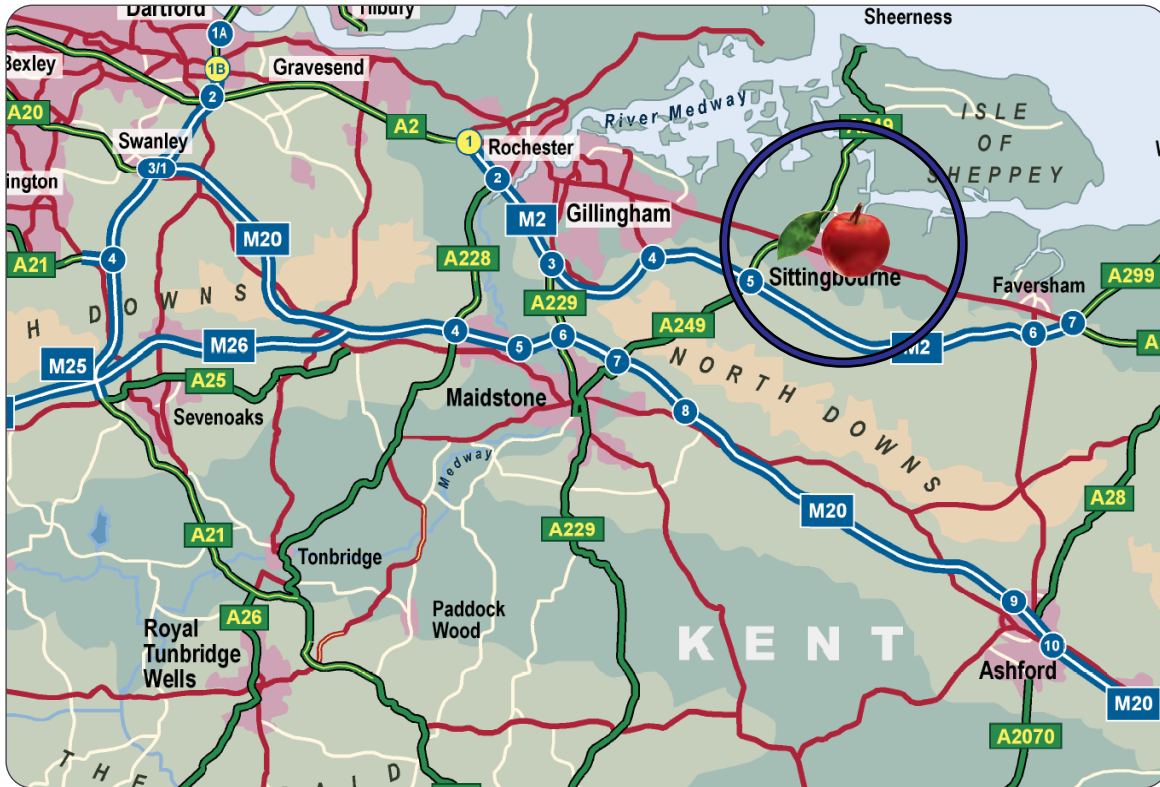 Dartford
Tilbury
Sheerness
1A
Bexley
1B
Gravesend
2
A20
A2
River Medway
A249
ISLE
OF
SHEPPEY
Swanley
1
Rochester
3/1
2
M2
Gillingham
M20
A21
4
A228
3
4
5
Sittingbourne
A299
Faversham
A229
DOWNS
M26
4
5
6
7
A249
M2
6
7
M25
A25
Sevenoaks
Maidstone
8
NORTH DOWNS
Medway
M20
A28
A21
A229
Tonbridge
Paddock
Wood
9
A26
Royal
Tunbridge
Wells
KENT
10
Ashford
M20
A2070
THE